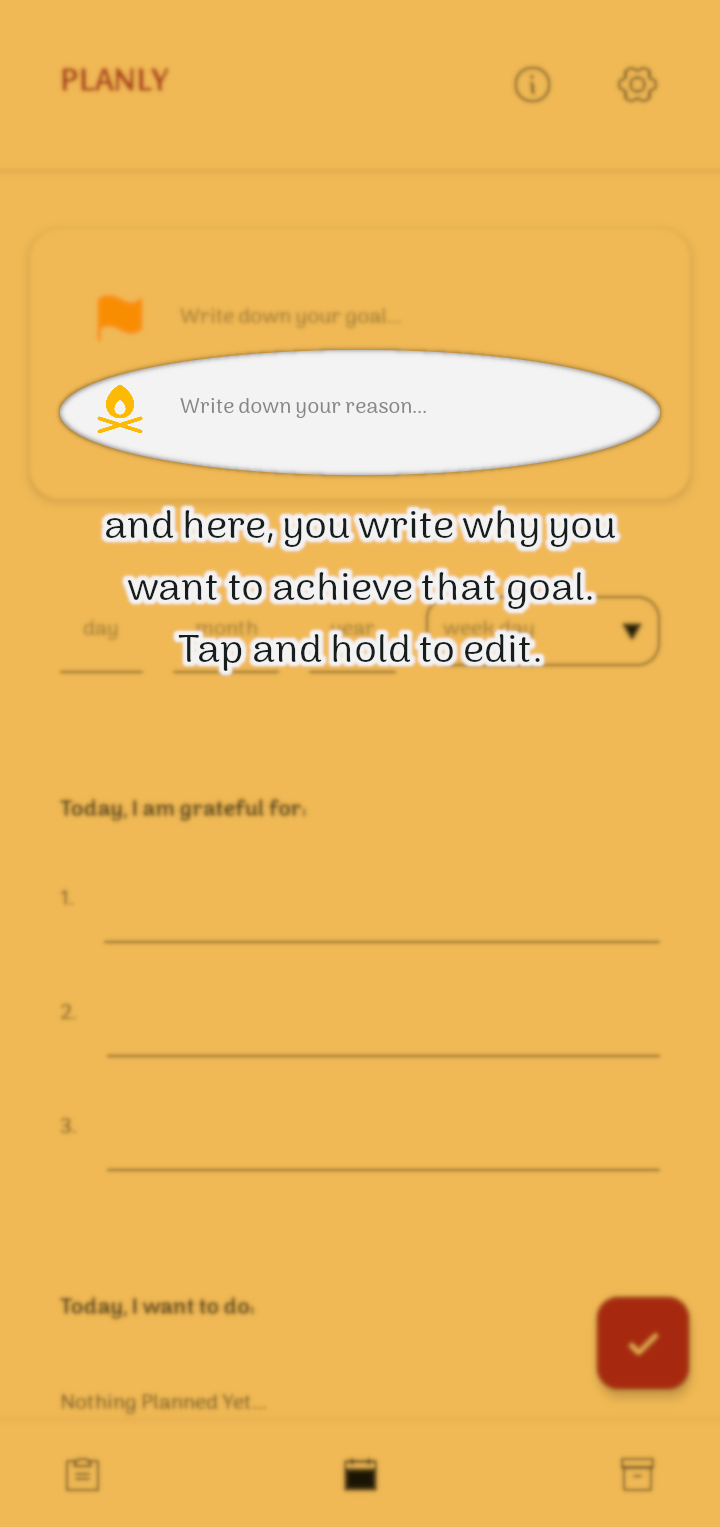 PLANLY
Write down your goal...
Write down your reason...
and here, you write why you
want to achieve that goal.
day month year week day
Tap and hold to edit.
Today, I am grateful for:
1.
2.
3.
Today, I want to do:
Nothing Planned Yet...